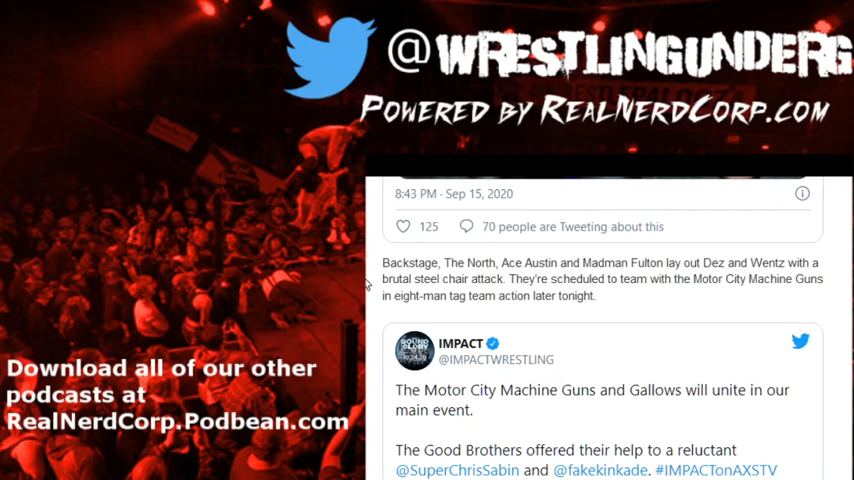 @WRESTLINGUNDERG
POWERED BY REALNERDCORP.COM
8:43 PM · Sep 15, 2020
125 70 people are Tweeting about this
Backstage, The North, Ace Austin and Madman Fulton lay out Dez and Wentz with a
brutal steel chair attack. They're scheduled to team with the Motor City Machine Guns
in eight-man tag team action later tonight.
IMPACT
@IMPACTWRESTLING
The Motor City Machine Guns and Gallows will unite in our
main event.
The Good Brothers offered their help to a reluctant
@SuperChrisSabin and @fakekinkade. #IMPACTonAXSTV
Download all of our other
podcasts at
RealNerdCorp.Podbean.com